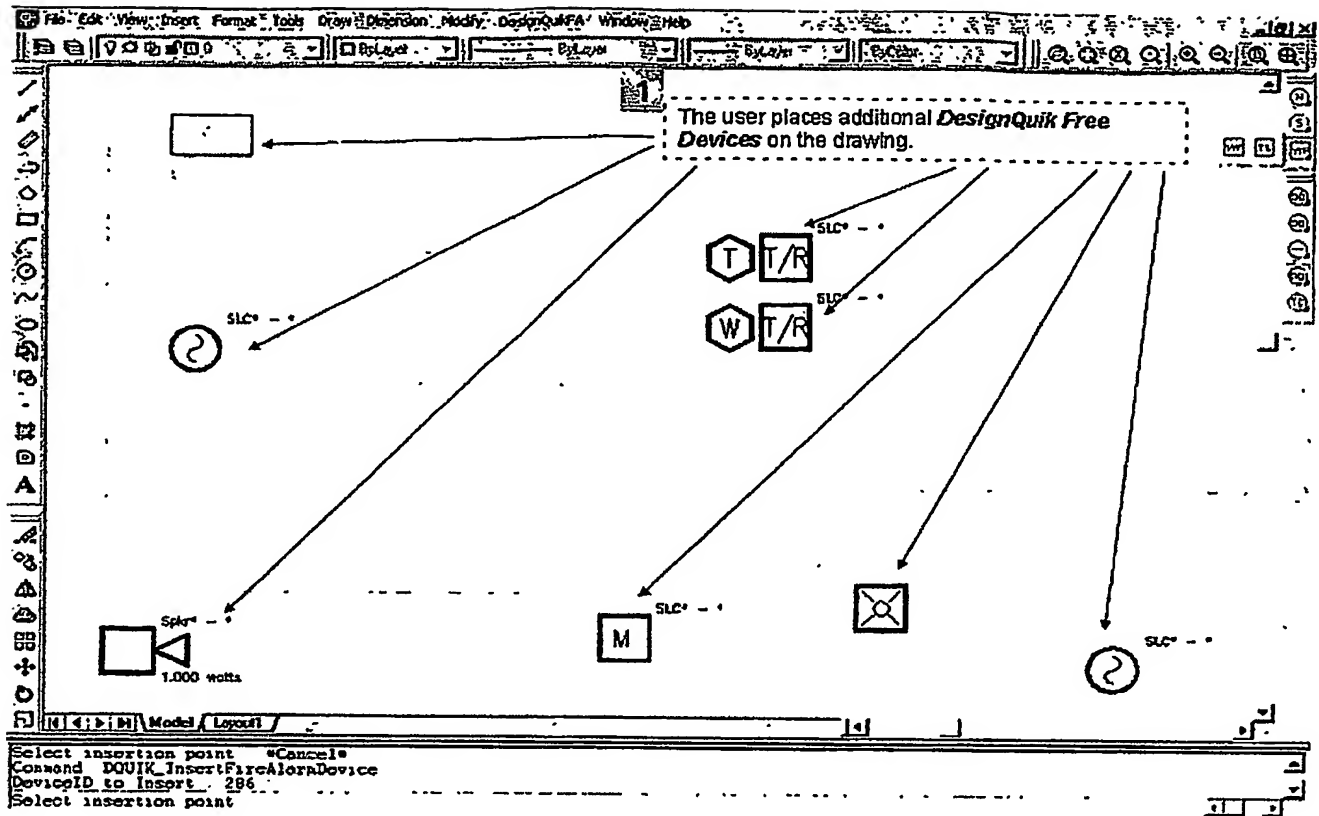 File Edit View Insert Format Tools Draw Dimension Modify DesignQuikFA Window Help
ByLayer ByLayer ByLayer ByColor
1
The user places additional DesignQuik Free
Devices on the drawing.
SLC* - *
T T/R
SLC* - *
W T/R
SLC* - *
Spkr* - *
1.000 watts
SLC* - *
M
SLC* - *
A
Model Layout1
Select insertion point *Cancel*
Command DQUIK_InsertFireAlarmDevice
DeviceID to Insert . 286
Select insertion point